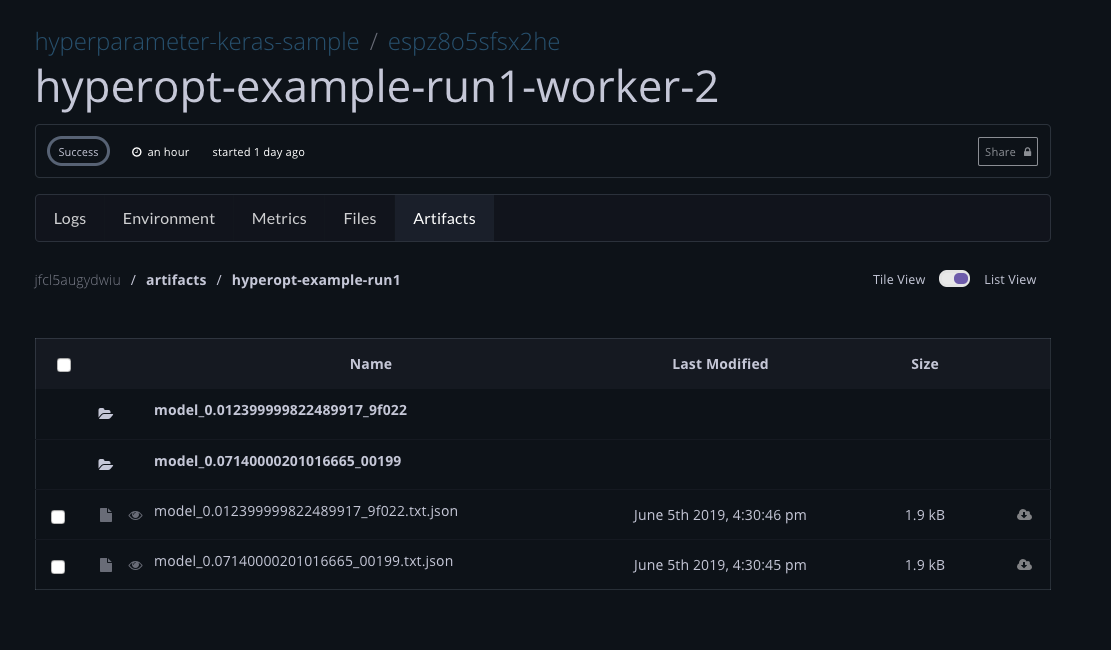 hyperparameter-keras-sample / espz8o5sfsx2he
hyperopt-example-run1-worker-2
Success an hour started 1 day ago Share
Logs Environment Metrics Files Artifacts
jfcl5augydwiu / artifacts / hyperopt-example-run1 Tile View List View
Name Last Modified Size
model_0.012399999822489917_9f022
model_0.07140000201016665_00199
model_0.012399999822489917_9f022.txt.json June 5th 2019, 4:30:46 pm 1.9 kB
model_0.07140000201016665_00199.txt.json June 5th 2019, 4:30:45 pm 1.9 kB